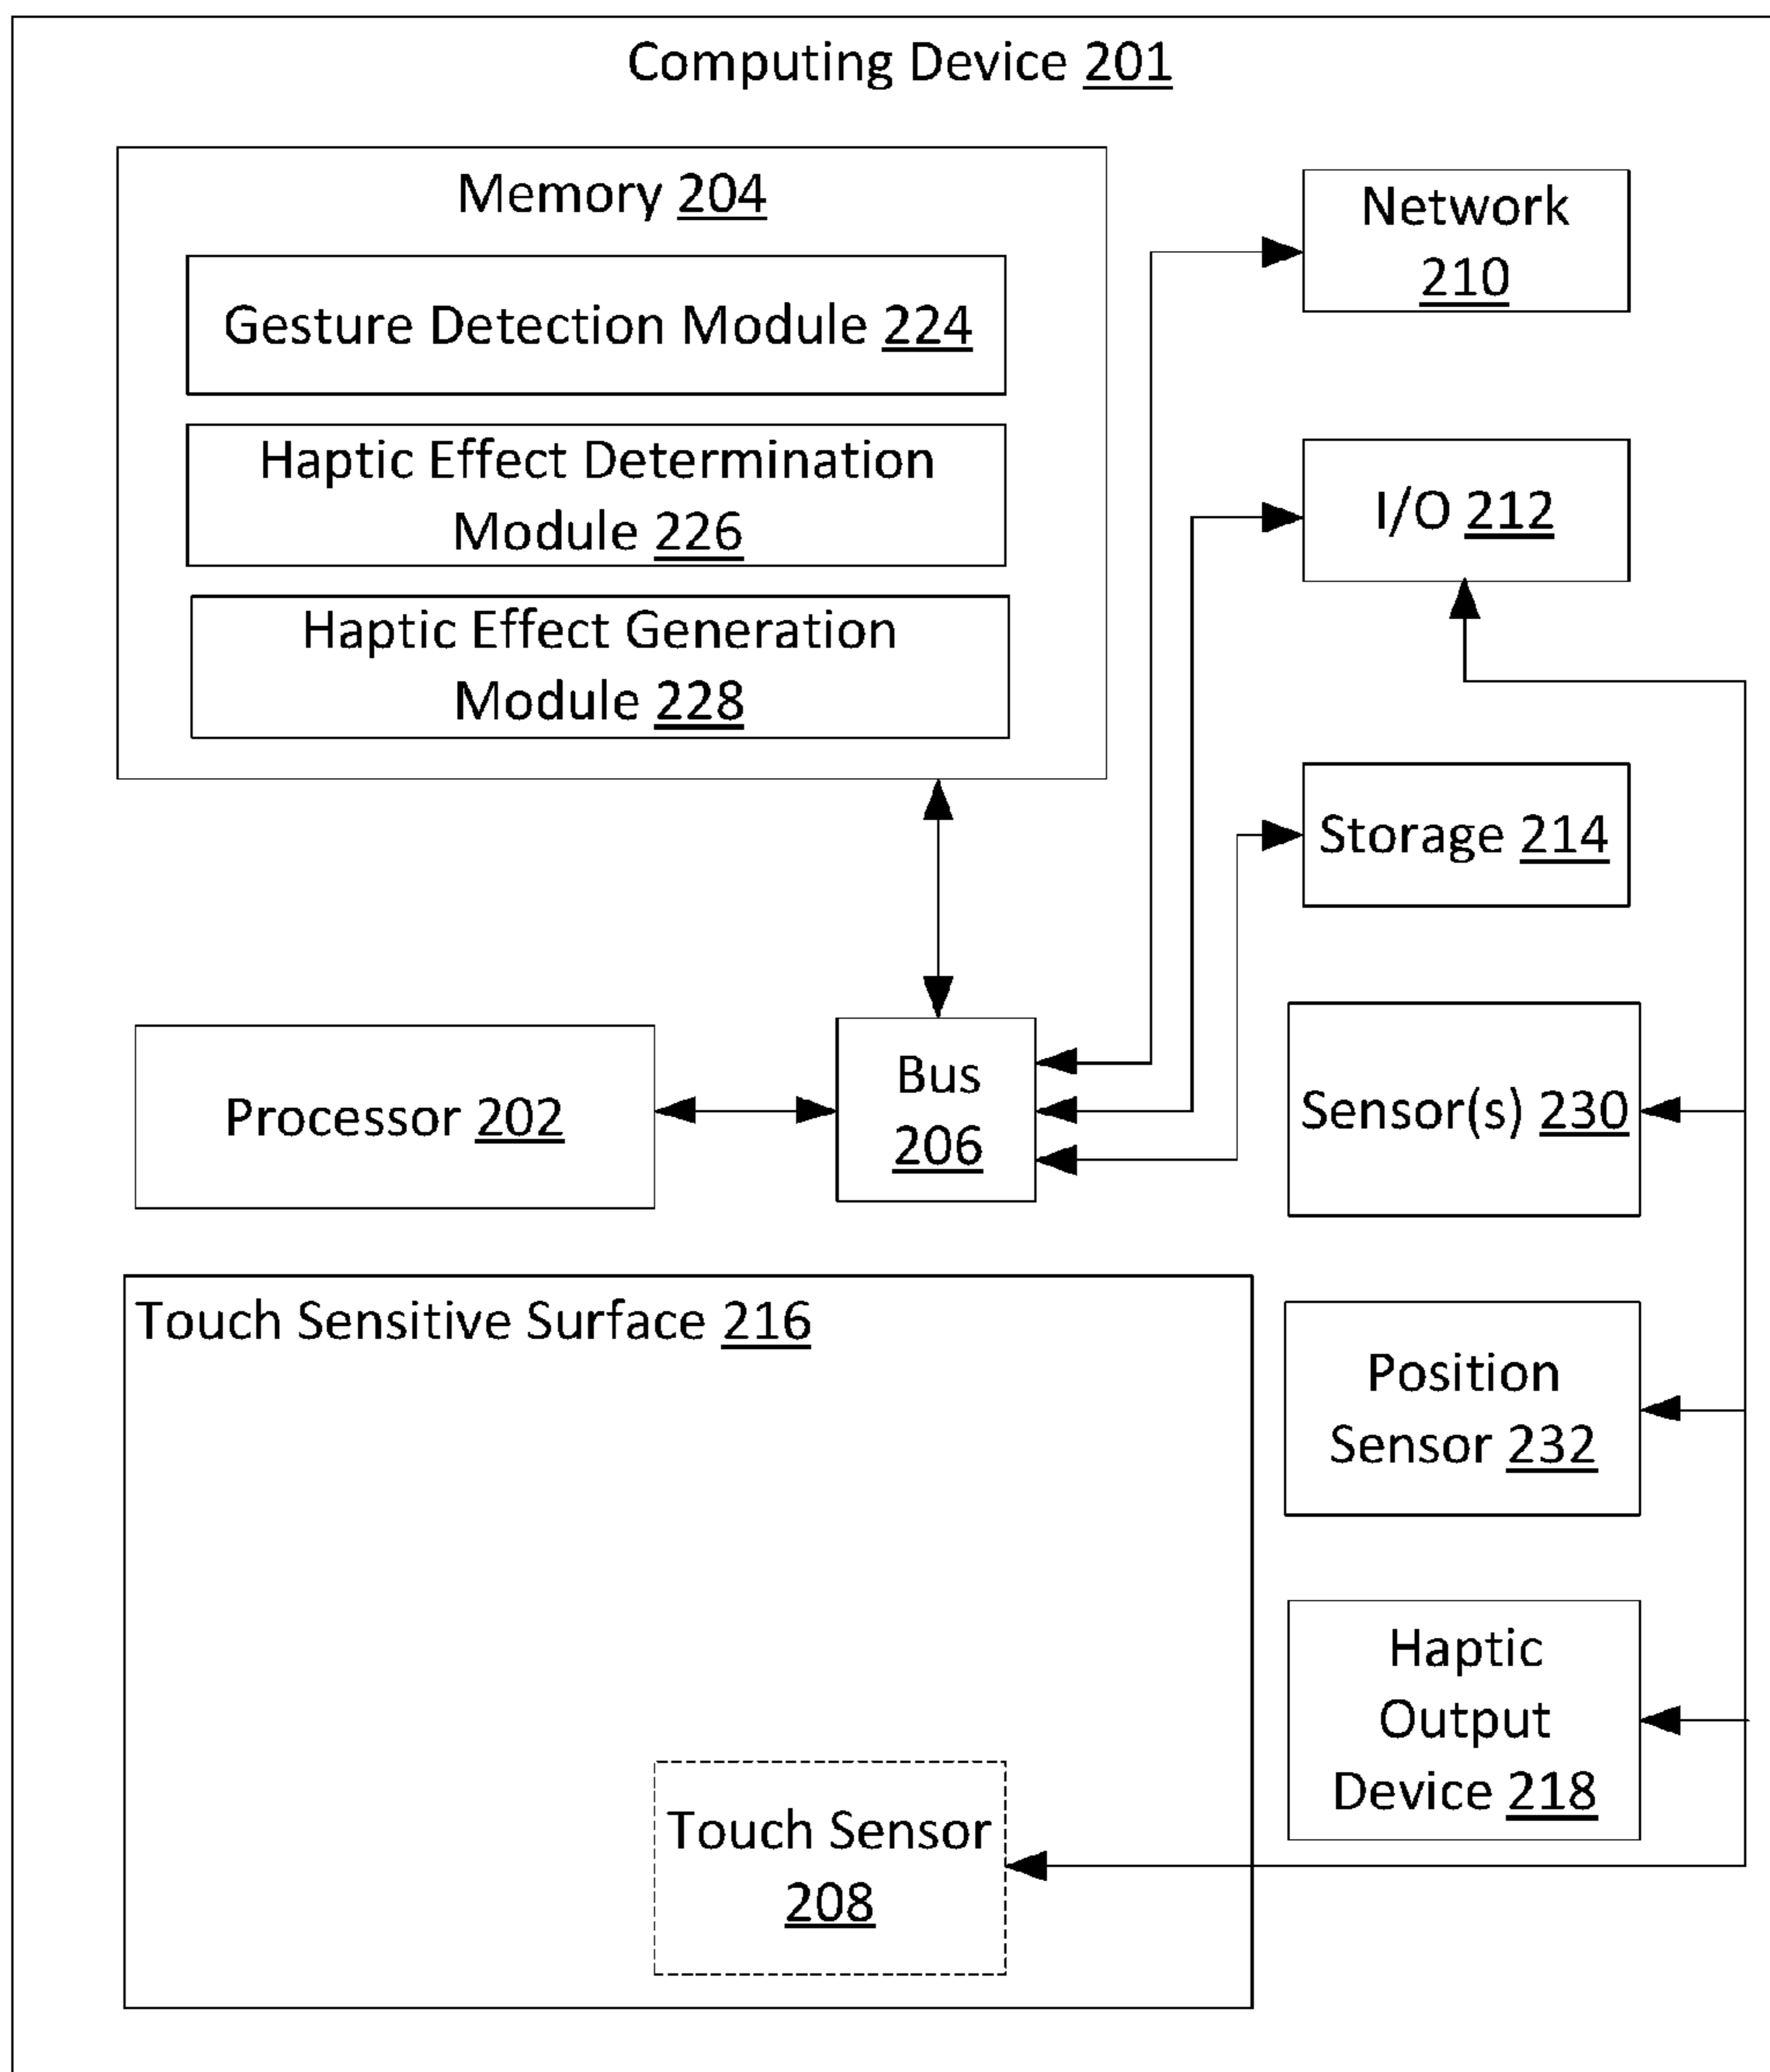 Computing Device 201
Memory 204
Gesture Detection Module 224
Haptic Effect Determination
Module 226
Haptic Effect Generation
Module 228
Network
210
I/O 212
Storage 214
Processor 202
Bus
206
Sensor(s) 230
Touch Sensitive Surface 216
Position
Sensor 232
Haptic
Output
Device 218
Touch Sensor
208